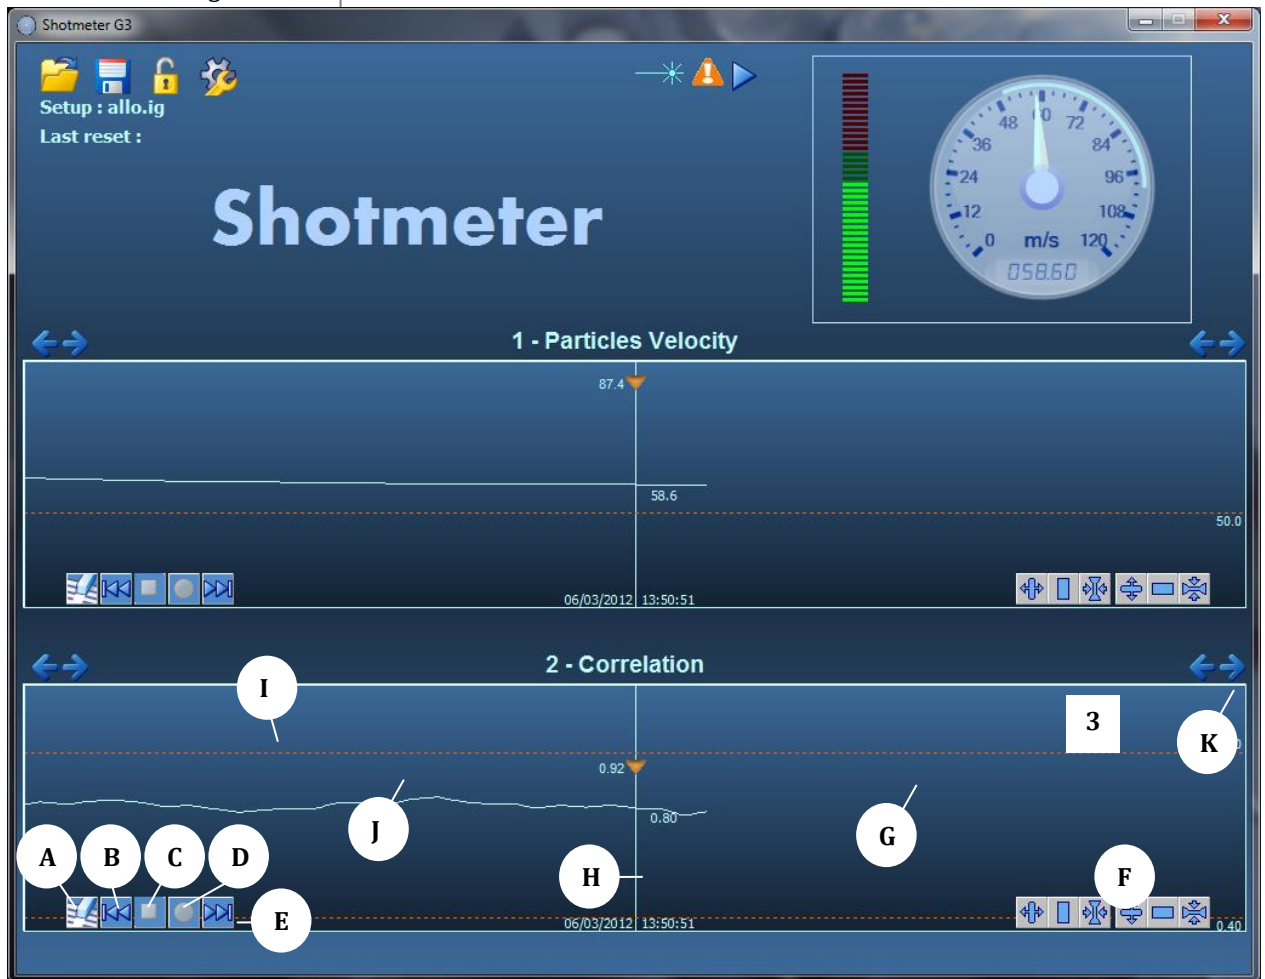 Shotmeter G3
Setup : allo.ig
Last reset :
Shotmeter
0
12
24
36
48
60
72
84
96
108
120
m/s
058.60
1 - Particles Velocity
87.4
58.6
50.0
06/03/2012 13:50:51
2 - Correlation
I
3
K
0.92
0.80
J
G
A
B
C
D
E
H
F
06/03/2012 13:50:51
0.40